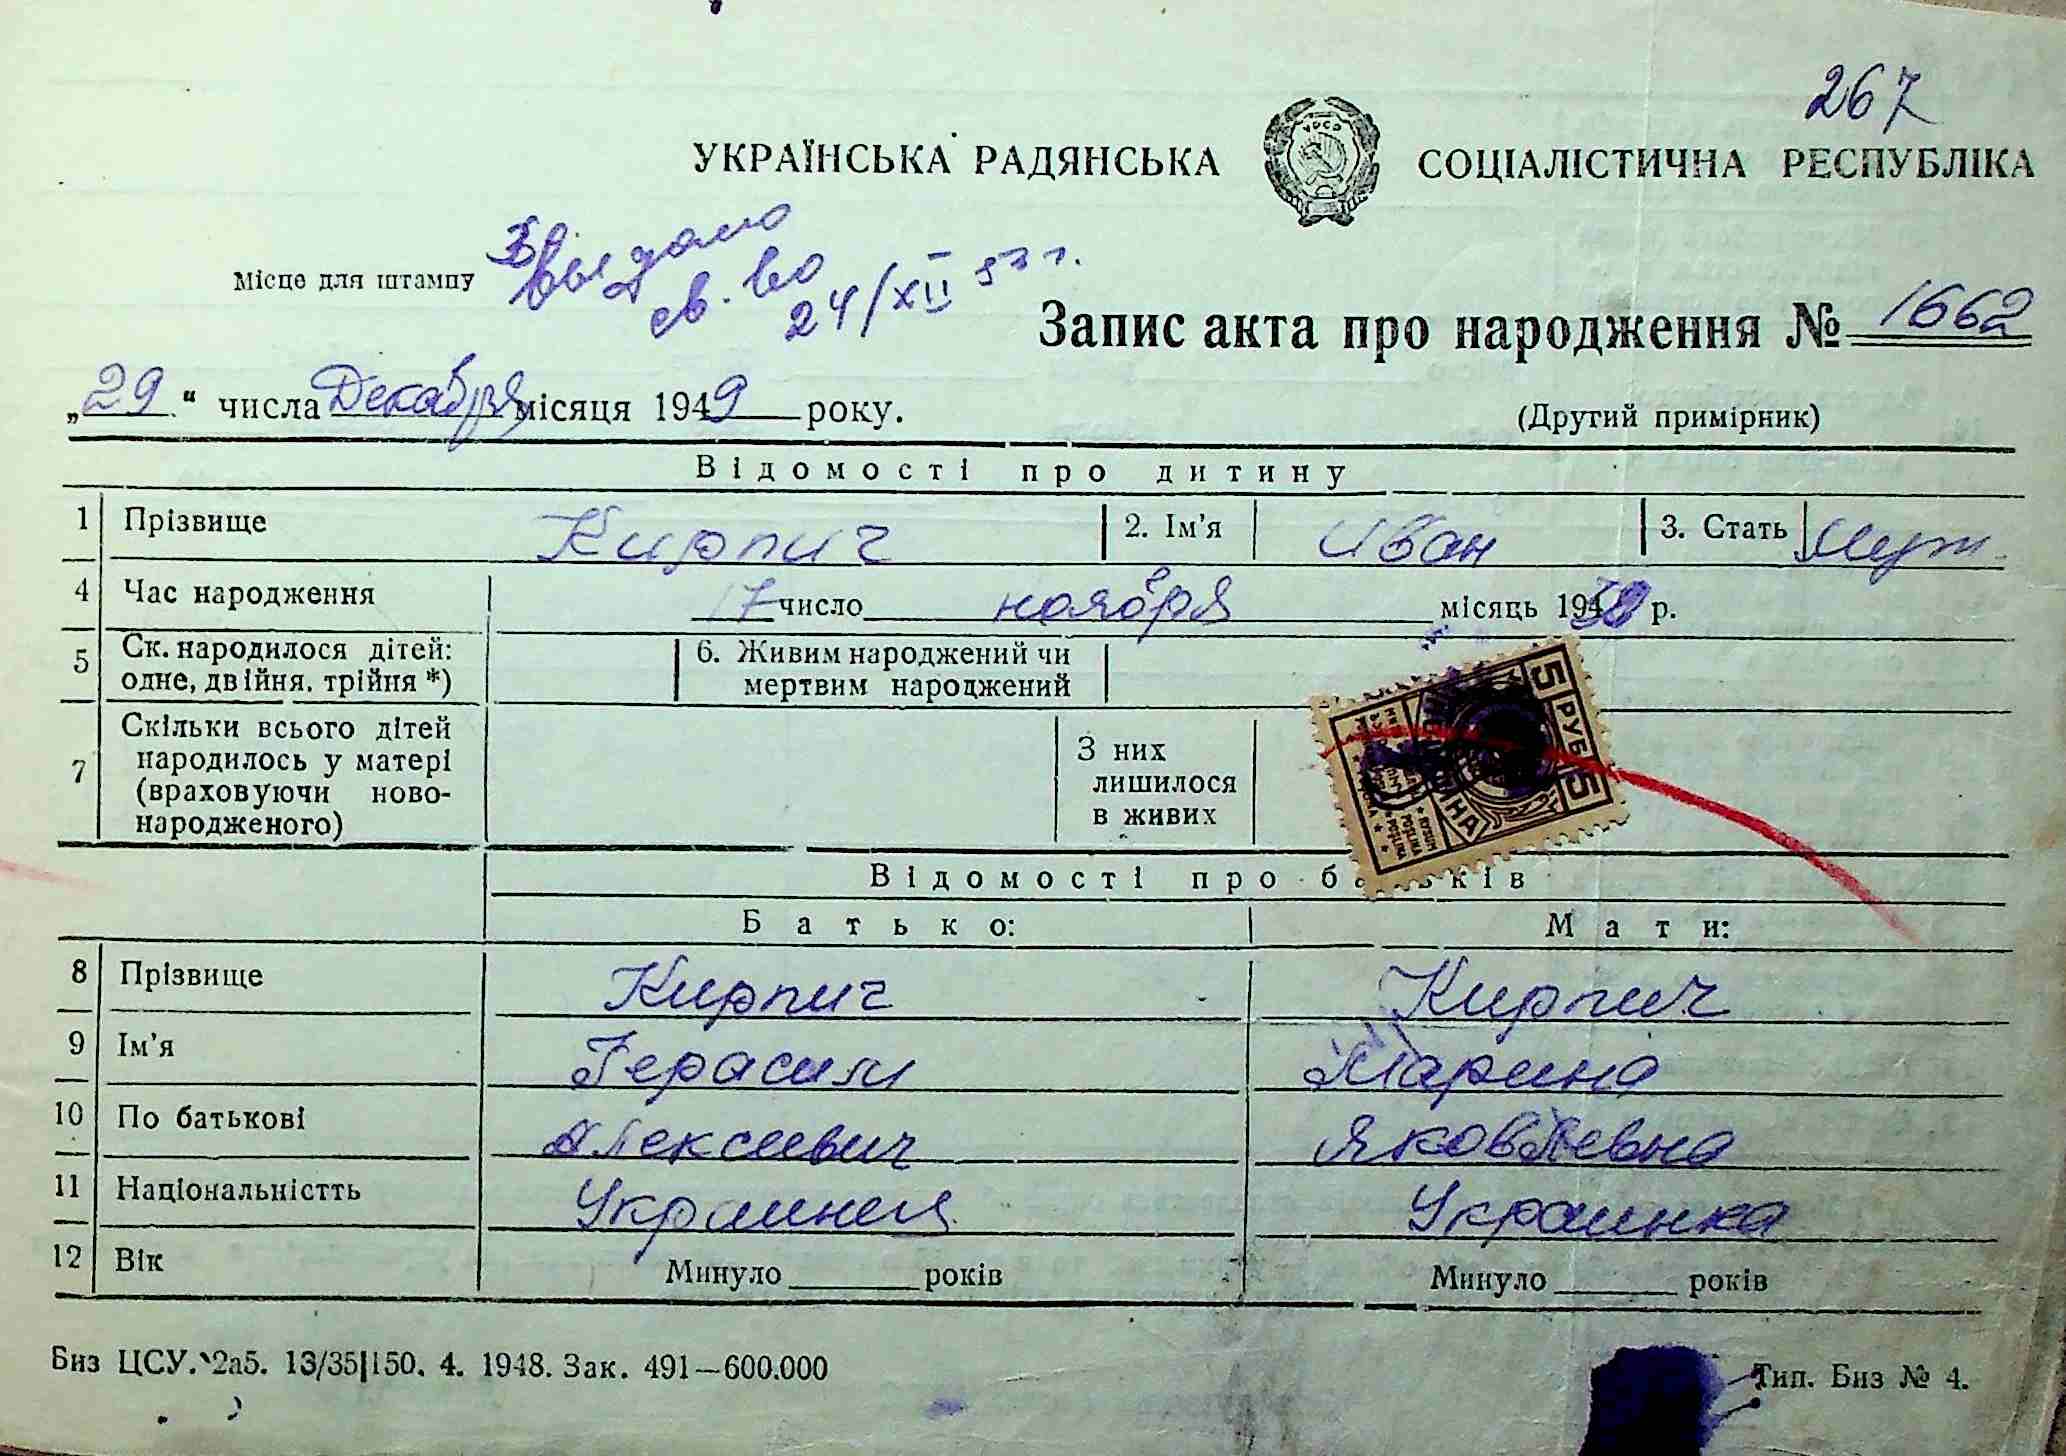 267
УКРАЇНСЬКА РАДЯНСЬКА СОЦІАЛІСТИЧНА РЕСПУБЛІКА
Місце для штампу
Выдано
св. во
24/XII 53 г.
Запис акта про народження № 1662
„29" числа Декабря місяця 1949 року.
(Другий примірник)
Відомості про дитину
1 Прізвище Кирпич 2. Ім'я Иван 3. Стать Муж.
4 Час народження 17 число ноября місяць 19 р.
5 Ск. народилося дітей: одне, двійня, трійня *)
6. Живим народжений чи мертвим народжений
7 Скільки всього дітей народилось у матері (враховуючи ново-народженого)
З них лишилося в живих
5 РУБ 5
Відомості про батьків
Батько: Мати:
8 Прізвище Кирпич Кирпич
9 Ім'я Герасим Марина
10 По батькові Алексеевич Яковлевна
11 Національністть Украинец Украинка
12 Вік Минуло років Минуло років
Биз ЦСУ. 2а5. 13/35|150. 4. 1948. Зак. 491—600.000
Тип. Биз № 4.